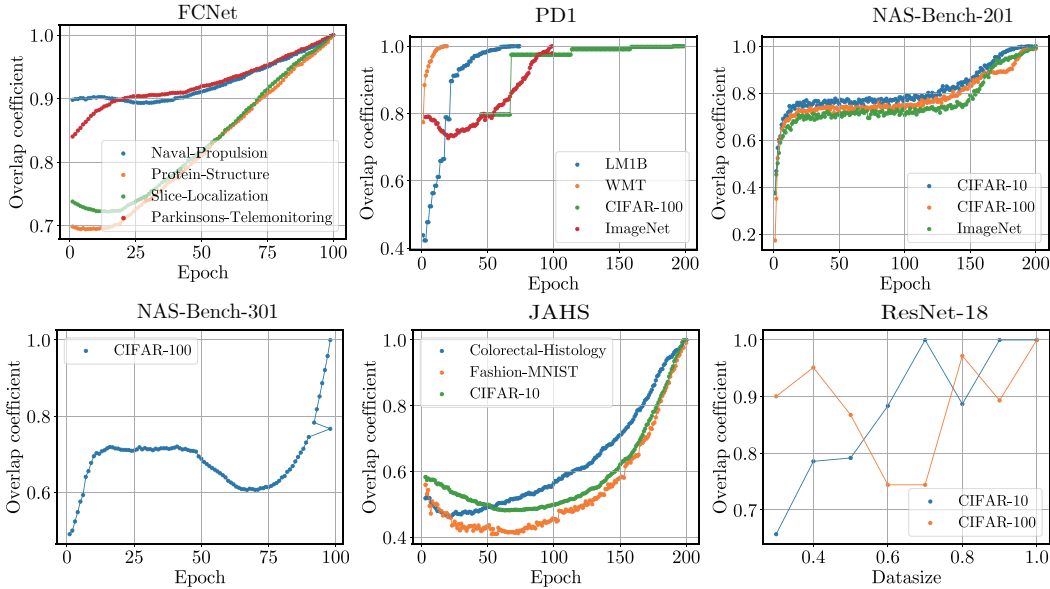 FCNet
1.0
0.9
0.8
0.7
Overlap coefficient
Naval-Propulsion
Protein-Structure
Slice-Localization
Parkinsons-Telemonitoring
0 25 50 75 100
Epoch
PD1
1.0
0.8
0.6
0.4
Overlap coefficient
LM1B
WMT
CIFAR-100
ImageNet
0 50 100 150 200
Epoch
NAS-Bench-201
1.0
0.8
0.6
0.4
0.2
Overlap coefficient
CIFAR-10
CIFAR-100
ImageNet
0 50 100 150 200
Epoch
NAS-Bench-301
1.0
0.8
0.6
Overlap coefficient
CIFAR-100
0 25 50 75 100
Epoch
JAHS
1.0
0.8
0.6
0.4
Overlap coefficient
Colorectal-Histology
Fashion-MNIST
CIFAR-10
0 50 100 150 200
Epoch
ResNet-18
1.0
0.9
0.8
0.7
Overlap coefficient
CIFAR-10
CIFAR-100
0.4 0.6 0.8 1.0
Datasize